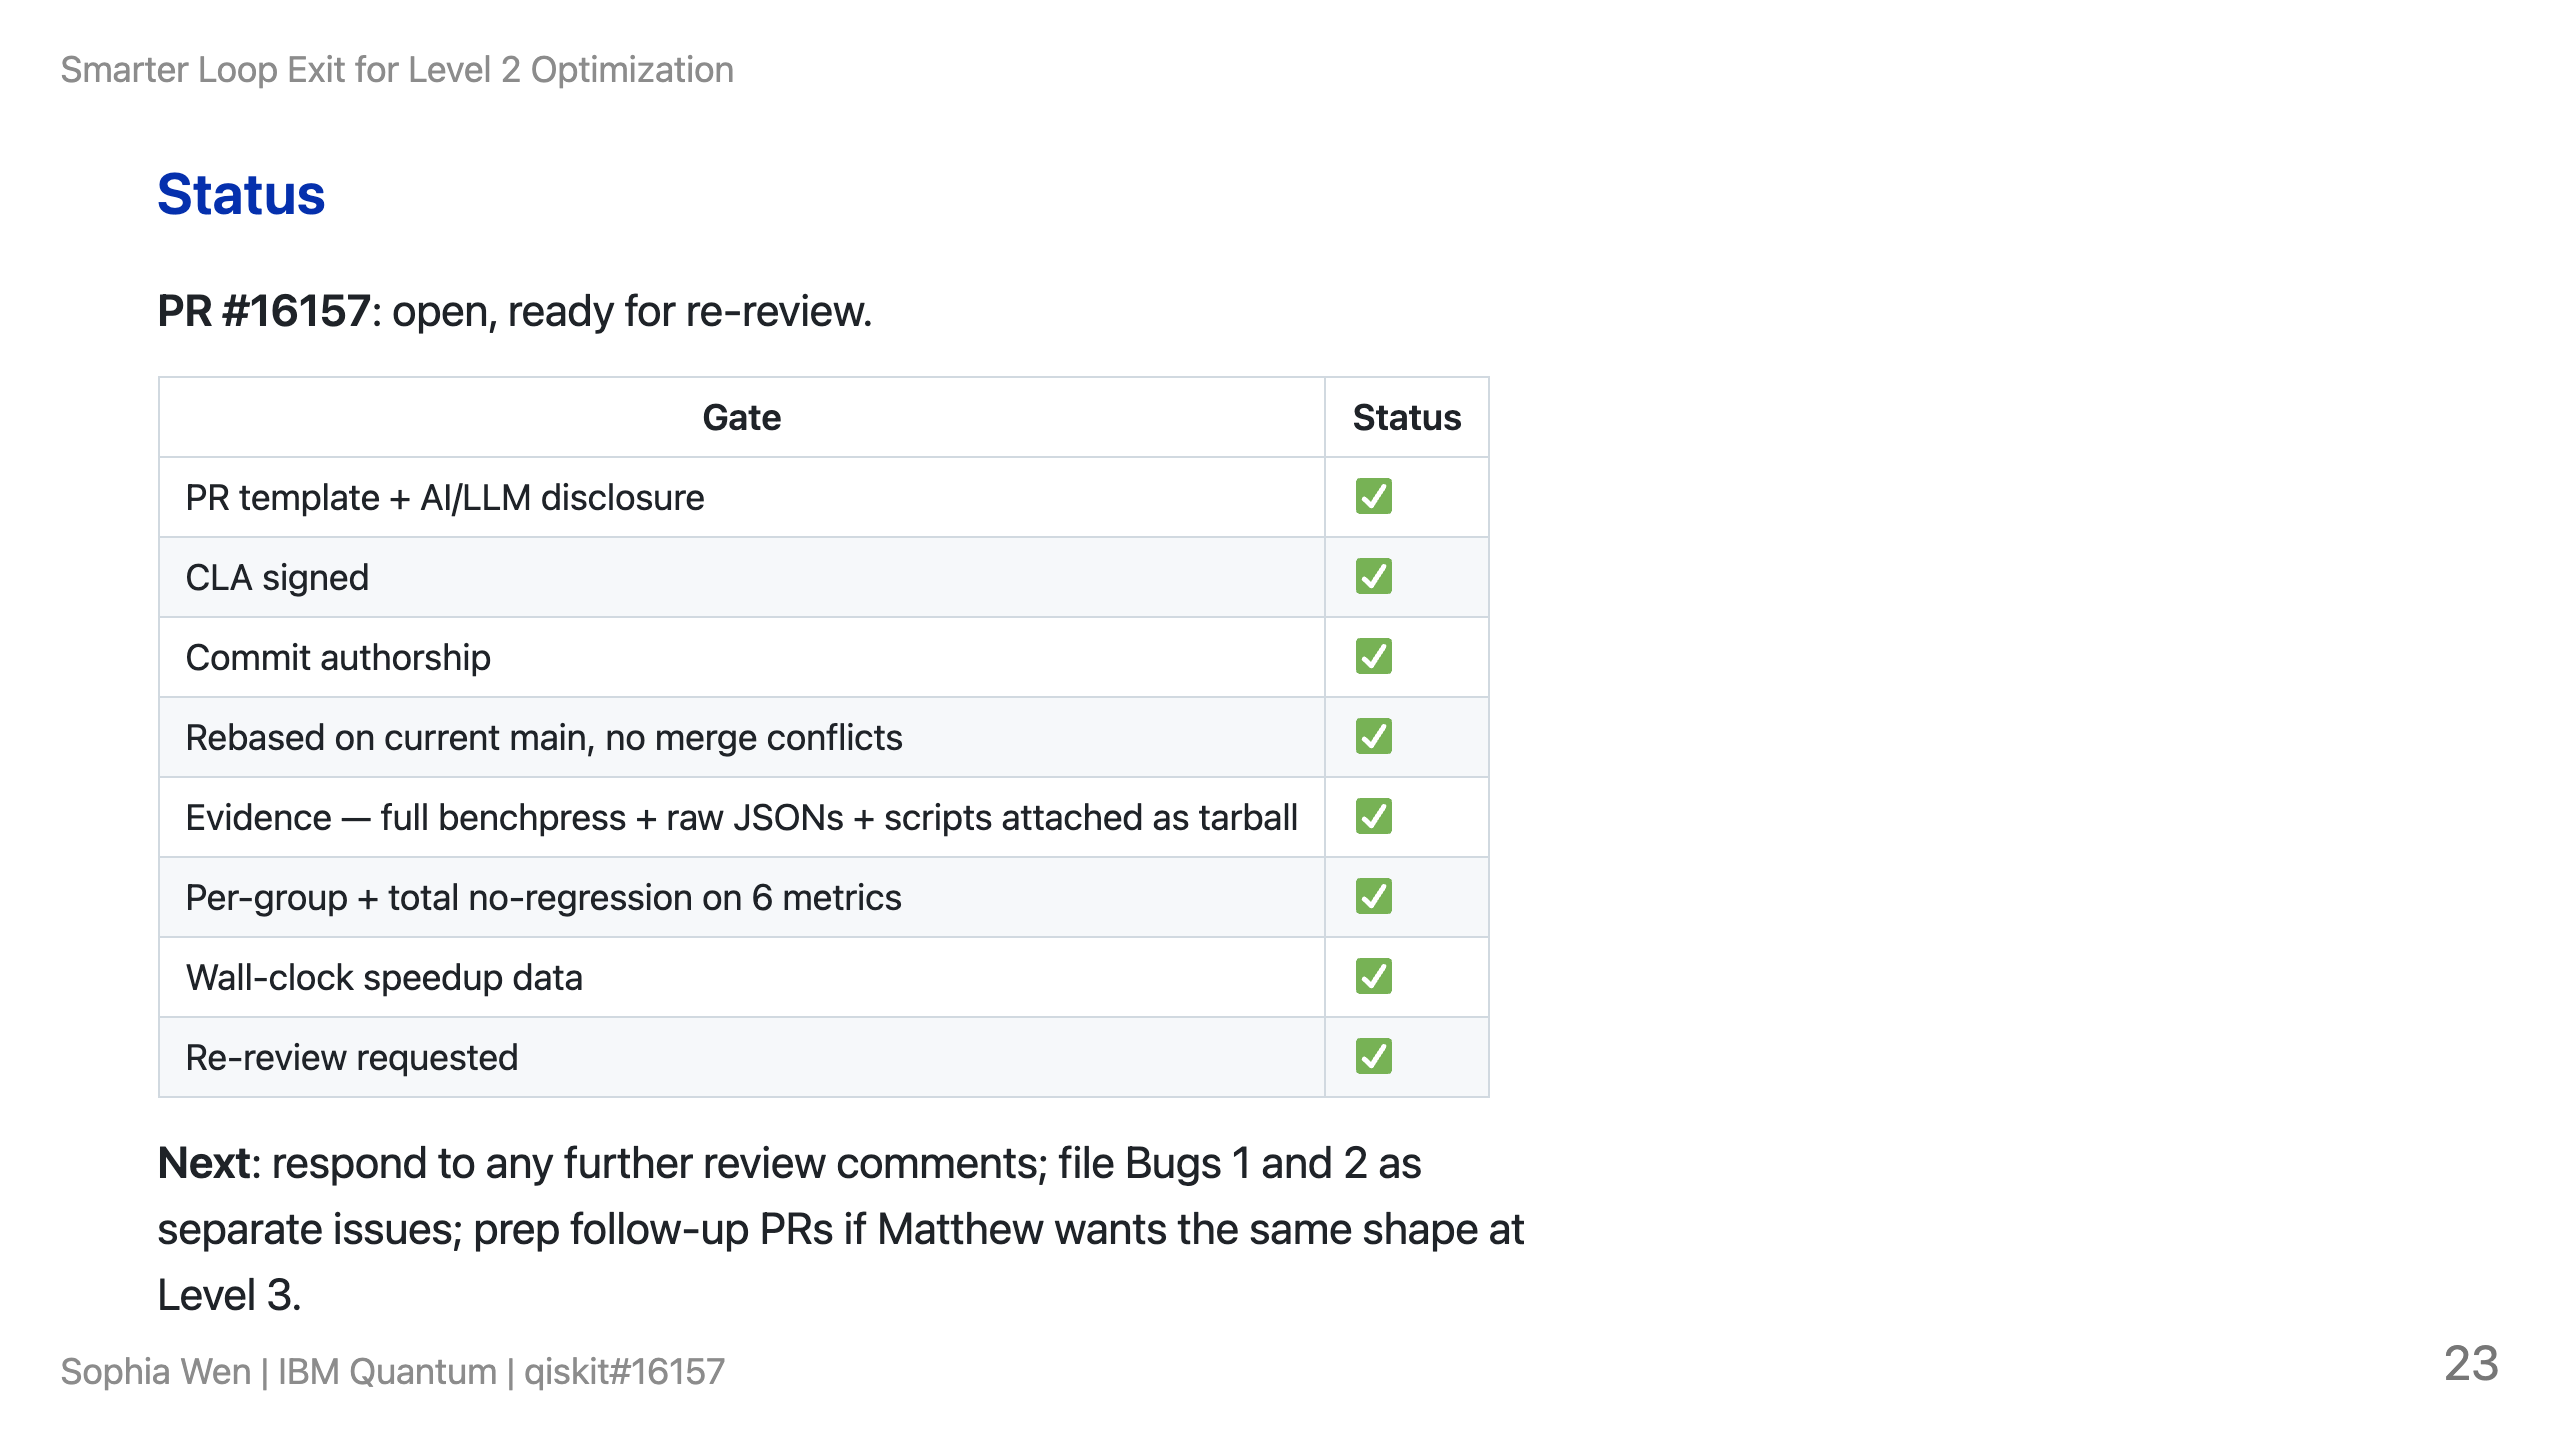 Smarter Loop Exit for Level 2 Optimization
Status
PR #16157: open, ready for re-review.
Gate Status
PR template + AI/LLM disclosure ✅
CLA signed ✅
Commit authorship ✅
Rebased on current main, no merge conflicts ✅
Evidence — full benchpress + raw JSONs + scripts attached as tarball ✅
Per-group + total no-regression on 6 metrics ✅
Wall-clock speedup data ✅
Re-review requested ✅
Next: respond to any further review comments; file Bugs 1 and 2 as
separate issues; prep follow-up PRs if Matthew wants the same shape at
Level 3.
Sophia Wen | IBM Quantum | qiskit#16157
23